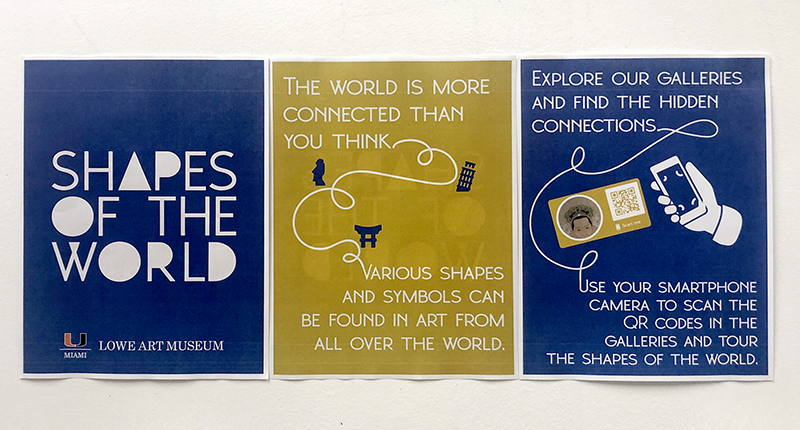 SHAPES
OF THE
WORLD
U
MIAMI
LOWE ART MUSEUM
THE WORLD IS MORE
CONNECTED THAN
YOU THINK.
VARIOUS SHAPES
AND SYMBOLS CAN
BE FOUND IN ART FROM
ALL OVER THE WORLD.
EXPLORE OUR GALLERIES
AND FIND THE HIDDEN
CONNECTIONS.
Scan me
USE YOUR SMARTPHONE
CAMERA TO SCAN THE
QR CODES IN THE
GALLERIES AND TOUR
THE SHAPES OF THE WORLD.